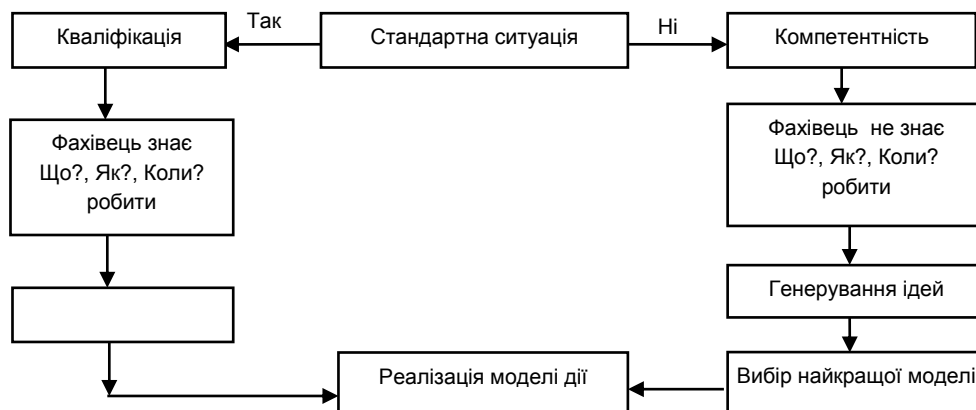 Так
Кваліфікація
Стандартна ситуація
Ні
Компетентність
Фахівець знає
Що?, Як?, Коли?
робити
Фахівець не знає
Що?, Як?, Коли?
робити
Генерування ідей
Реалізація моделі дії
Вибір найкращої моделі